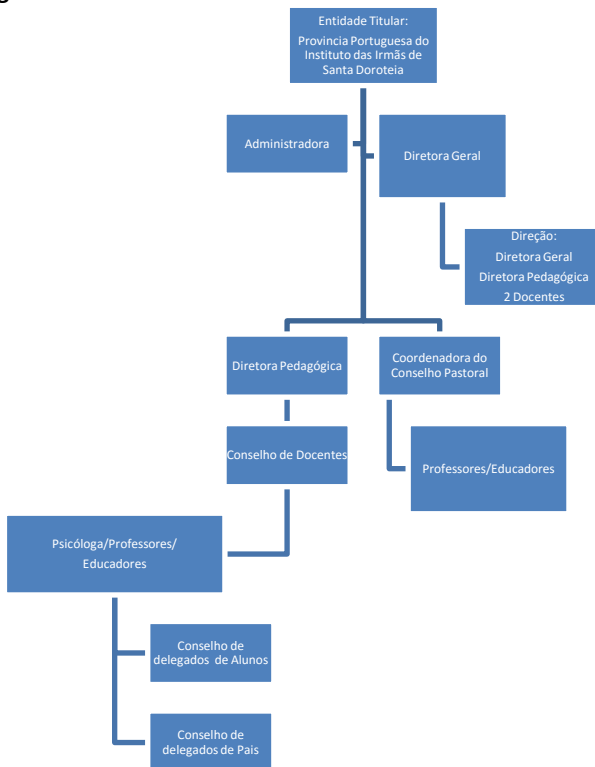 Entidade Titular:
Provincia Portuguesa do
Instituto das Irmãs de
Santa Doroteia
Administradora
Diretora Geral
Direção:
Diretora Geral
Diretora Pedagógica
2 Docentes
Diretora Pedagógica
Coordenadora do
Conselho Pastoral
Conselho de Docentes
Professores/Educadores
Psicóloga/Professores/
Educadores
Conselho de
delegados de Alunos
Conselho de
delegados de Pais